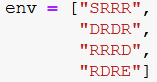 env = ["SRRR",
"DRDR",
"RRRD",
"RDRE"]